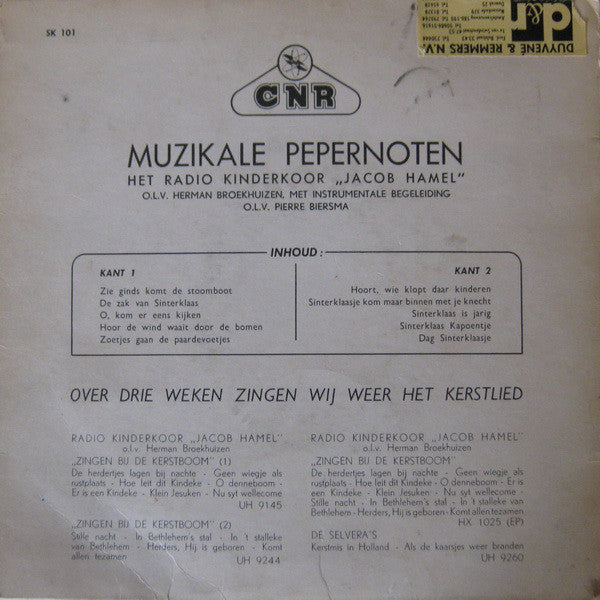 SK 101
d&r
DUYVENÉ & REMMERS N.V.
CNR
MUZIKALE PEPERNOTEN
HET RADIO KINDERKOOR „JACOB HAMEL"
O.L.V. HERMAN BROEKHUIZEN, MET INSTRUMENTALE BEGELEIDING
O.L.V. PIERRE BIERSMA
INHOUD:
KANT 1
Zie ginds komt de stoomboot
De zak van Sinterklaas
O, kom er eens kijken
Hoor de wind waait door de bomen
Zoetjes gaan de paardevoetjes
KANT 2
Hoort, wie klopt daar kinderen
Sinterklaasje kom maar binnen met je knecht
Sinterklaas is jarig
Sinterklaas Kapoentje
Dag Sinterklaasje
OVER DRIE WEKEN ZINGEN WIJ WEER HET KERSTLIED
RADIO KINDERKOOR „JACOB HAMEL"
o.l.v. Herman Broekhuizen
„ZINGEN BIJ DE KERSTBOOM" (1)
De herdertjes lagen bij nachte - Geen wiegje als
rustplaats - Hoe leit dit Kindeke - O denneboom -
Er is een Kindeke - Klein Jesuken - Nu syt wellecome
UH 9145
„ZINGEN BIJ DE KERSTBOOM" (2)
Stille nacht - In Bethlehem's stal - In 't stalleke
van Bethlehem - Herders, Hij is geboren - Komt
allen tezamen
UH 9244
RADIO KINDERKOOR „JACOB HAMEL"
o.l.v. Herman Broekhuizen
„ZINGEN BIJ DE KERSTBOOM"
De herdertjes lagen bij nachte - Geen wiegje als
rustplaats - Hoe leit dit Kindeke - O denneboom - Er
is een Kindeke - Klein Jesuken - Nu syt wellecome -
Stille nacht - In Bethlehem's stal - In 't stalleke van
Bethlehem - Herders, Hij is geboren - Komt allen tezamen
HX 1025 (EP)
DE SELVERA'S
Kerstmis in Holland - Als de kaarsjes weer branden
UH 9260